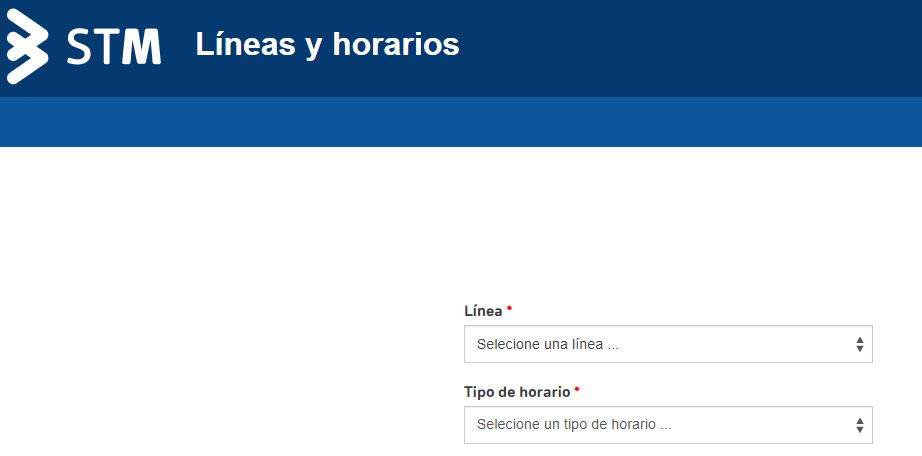 STM
Líneas y horarios
Línea *
Selecione una línea ...
Tipo de horario *
Selecione un tipo de horario ...